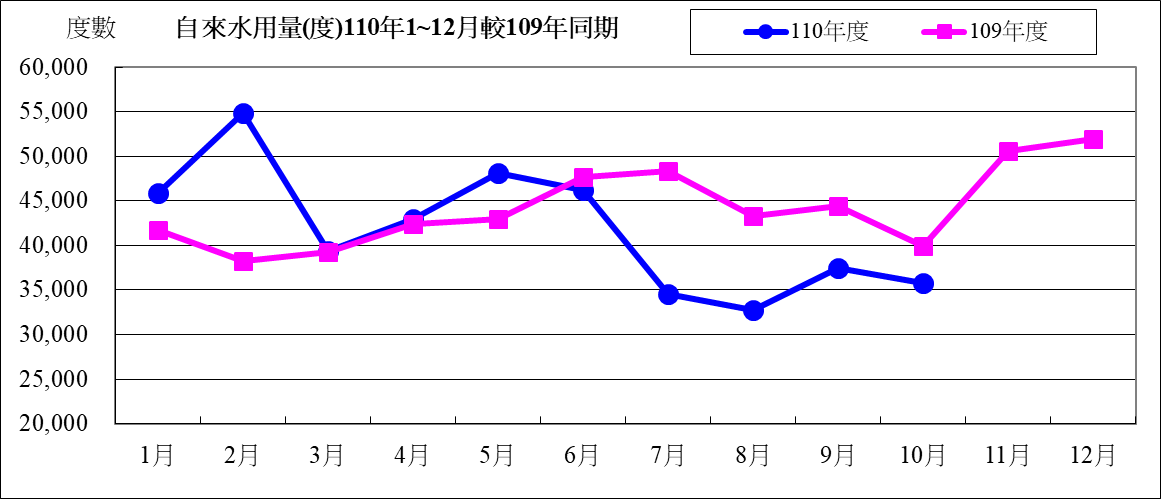 度數
自來水用量(度)110年1~12月較109年同期
110年度
109年度
60,000
55,000
50,000
45,000
40,000
35,000
30,000
25,000
20,000
1月
2月
3月
4月
5月
6月
7月
8月
9月
10月
11月
12月